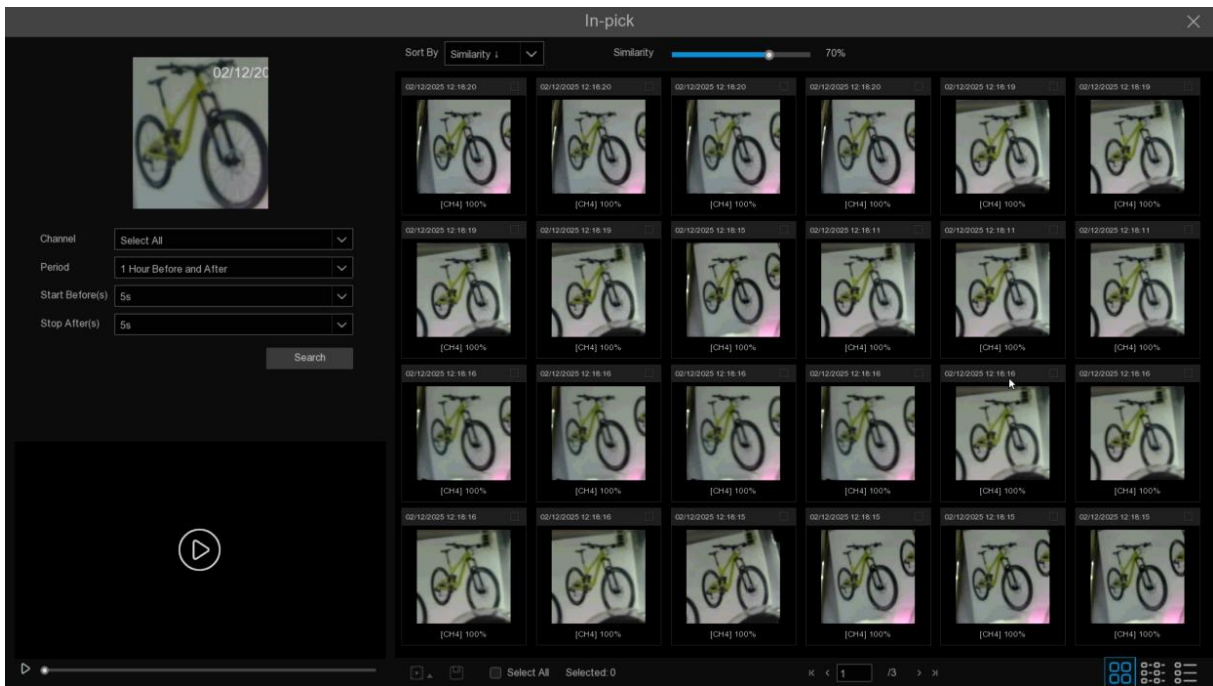 In-pick
02/12/20
Channel Select All
Period 1 Hour Before and After
Start Before(s) 5s
Stop After(s) 5s
Search
Sort By Similarity ↓ Similarity 70%
02/12/2025 12:18:20 02/12/2025 12:18:20 02/12/2025 12:18:20 02/12/2025 12:18:20 02/12/2025 12:18:19 02/12/2025 12:18:19
[CH4] 100% [CH4] 100% [CH4] 100% [CH4] 100% [CH4] 100% [CH4] 100%
02/12/2025 12:18:19 02/12/2025 12:18:19 02/12/2025 12:18:15 02/12/2025 12:18:11 02/12/2025 12:18:11 02/12/2025 12:18:11
[CH4] 100% [CH4] 100% [CH4] 100% [CH4] 100% [CH4] 100% [CH4] 100%
02/12/2025 12:18:16 02/12/2025 12:18:16 02/12/2025 12:18:16 02/12/2025 12:18:16 02/12/2025 12:18:16 02/12/2025 12:18:16
[CH4] 100% [CH4] 100% [CH4] 100% [CH4] 100% [CH4] 100% [CH4] 100%
02/12/2025 12:18:16 02/12/2025 12:18:16 02/12/2025 12:18:15 02/12/2025 12:18:15 02/12/2025 12:18:15 02/12/2025 12:18:15
[CH4] 100% [CH4] 100% [CH4] 100% [CH4] 100% [CH4] 100% [CH4] 100%
Select All Selected: 0 1 /3